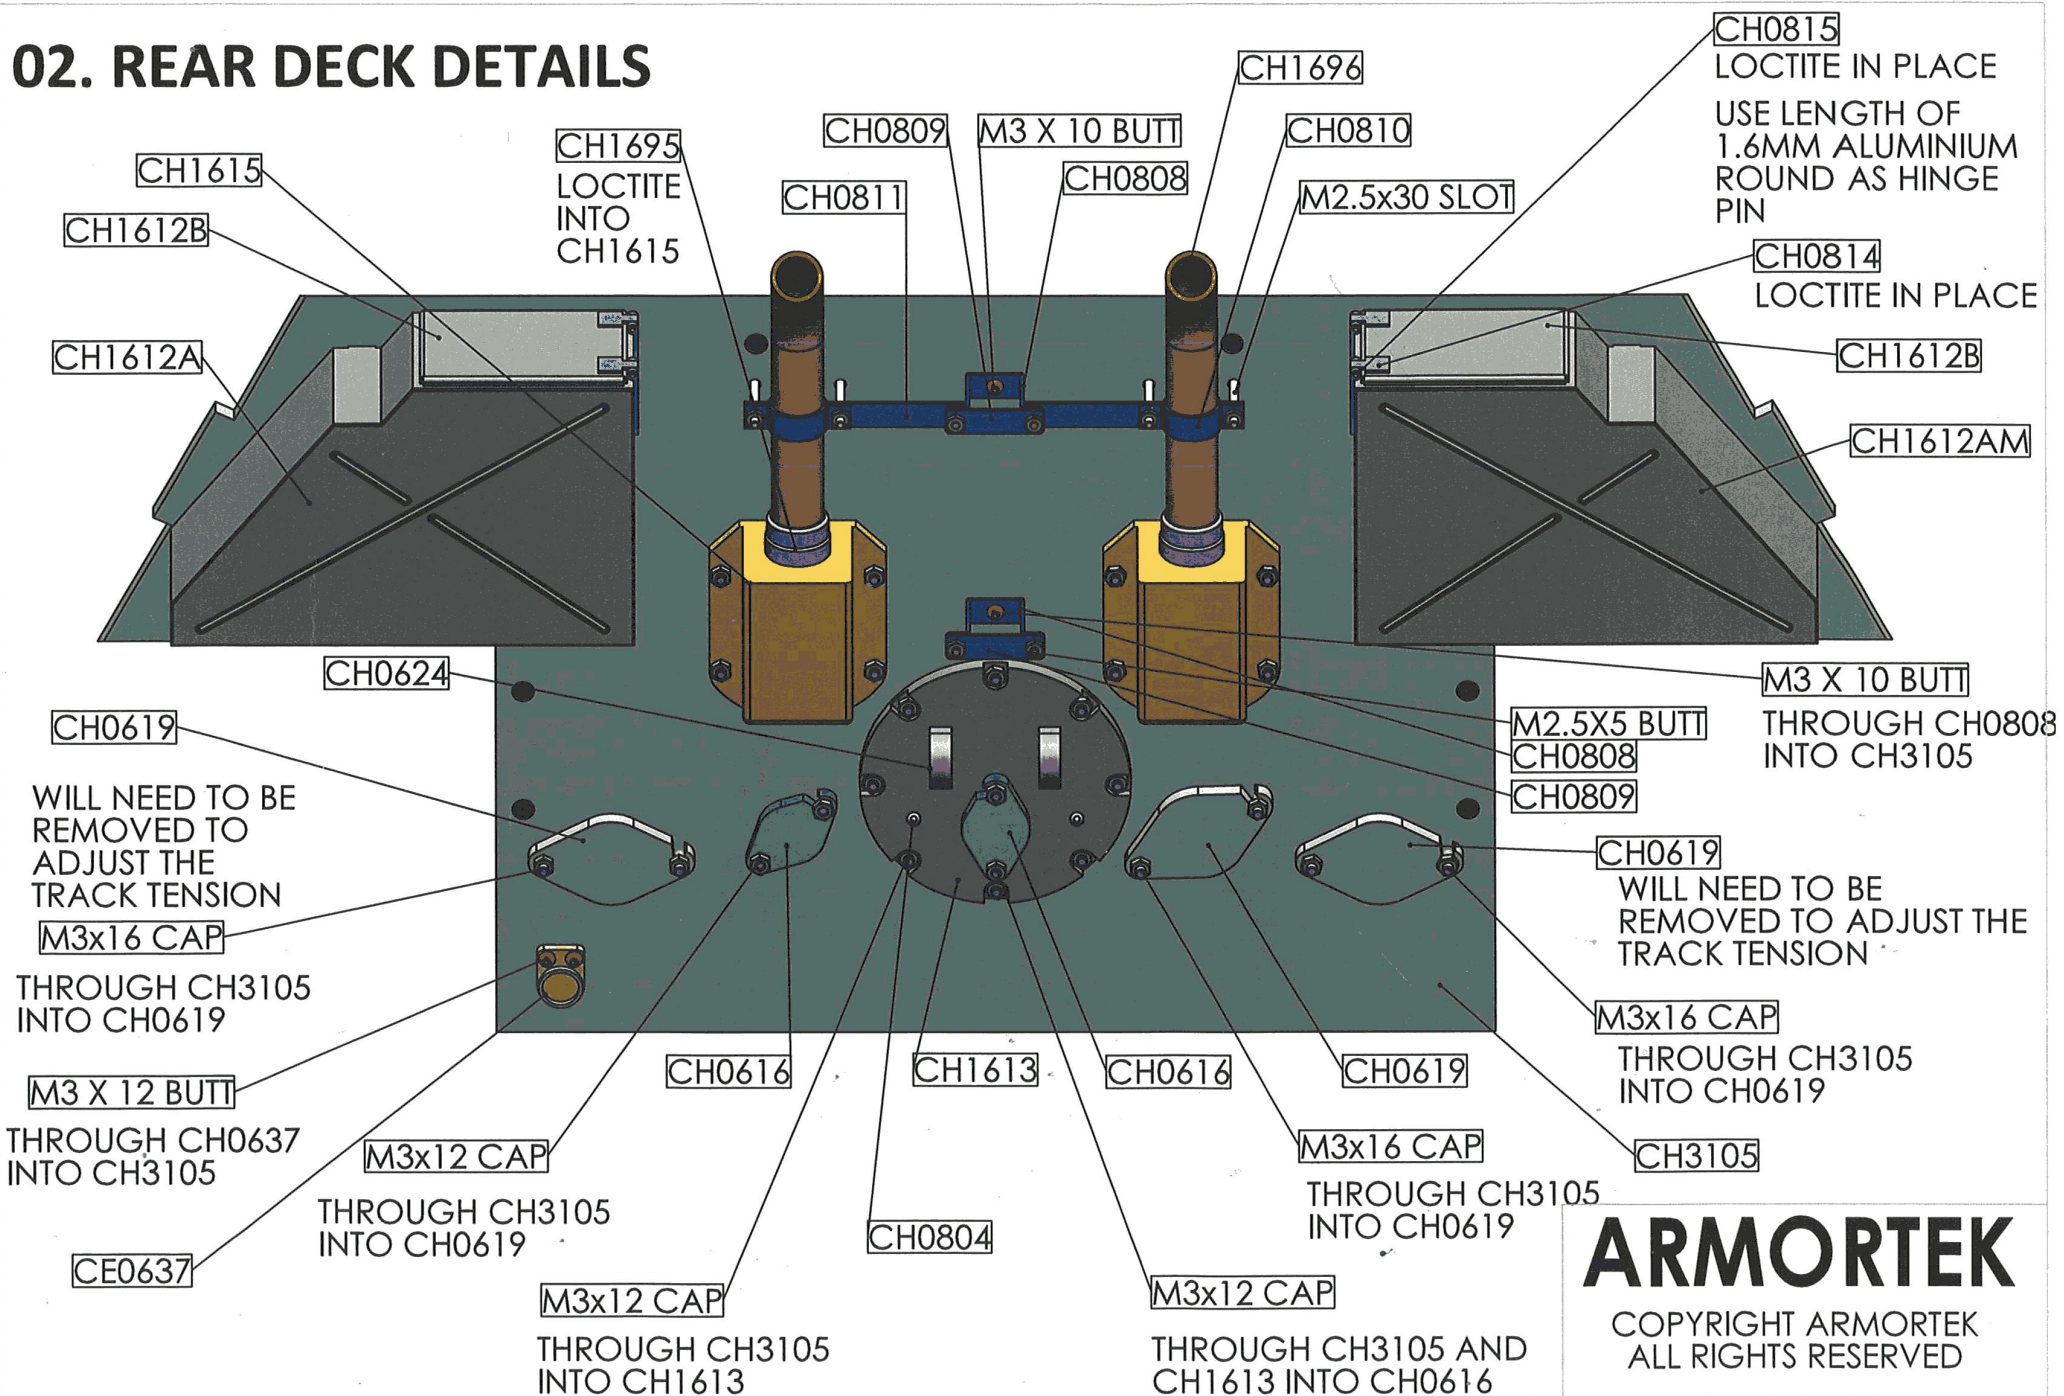 02. REAR DECK DETAILS
CH1615
CH1612B
CH1612A
CH1695
LOCTITE
INTO
CH1615
CH0809
M3 X 10 BUTT
CH0811
CH0808
CH1696
CH0810
M2.5x30 SLOT
CH0815
LOCTITE IN PLACE
USE LENGTH OF
1.6MM ALUMINIUM
ROUND AS HINGE
PIN
CH0814
LOCTITE IN PLACE
CH1612B
CH1612AM
CH0624
CH0619
WILL NEED TO BE
REMOVED TO
ADJUST THE
TRACK TENSION
M3x16 CAP
THROUGH CH3105
INTO CH0619
M3 X 12 BUTT
THROUGH CH0637
INTO CH3105
CE0637
M3 X 10 BUTT
THROUGH CH0808
INTO CH3105
M2.5X5 BUTT
CH0808
CH0809
CH0619
WILL NEED TO BE
REMOVED TO ADJUST THE
TRACK TENSION
M3x16 CAP
THROUGH CH3105
INTO CH0619
CH0616
CH1613
CH0616
CH0619
M3x12 CAP
THROUGH CH3105
INTO CH0619
CH0804
M3x16 CAP
THROUGH CH3105
INTO CH0619
CH3105
M3x12 CAP
THROUGH CH3105
INTO CH1613
M3x12 CAP
THROUGH CH3105 AND
CH1613 INTO CH0616
ARMORTEK
COPYRIGHT ARMORTEK
ALL RIGHTS RESERVED